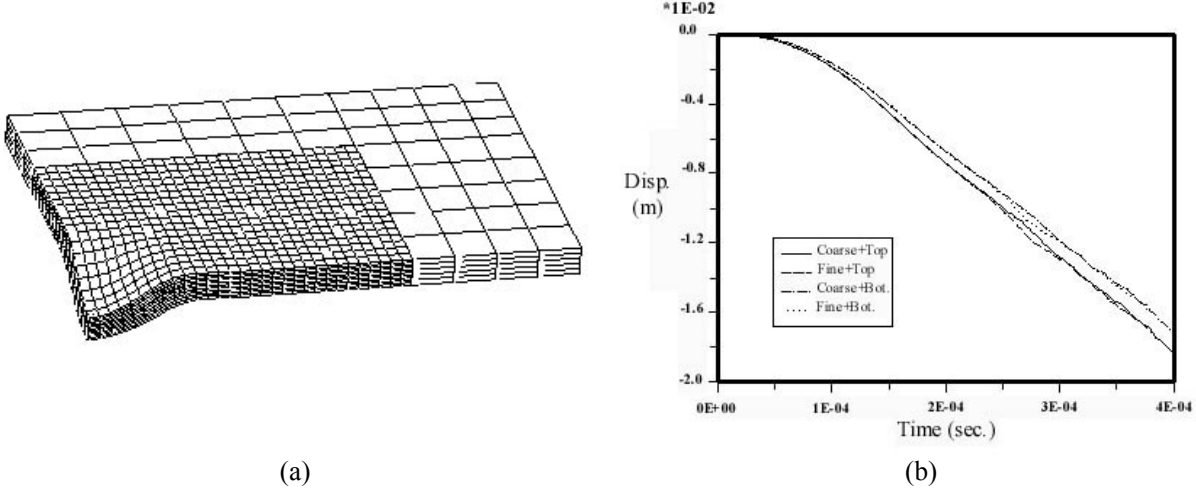 *1E-02
0.0
-0.4
-0.8
-1.2
-1.6
-2.0
Disp.
(m)
Coarse+Top
Fine+Top
Coarse+Bot.
Fine+Bot.
0E+00 1E-04 2E-04 3E-04 4E-04
Time (sec.)
(a) (b)